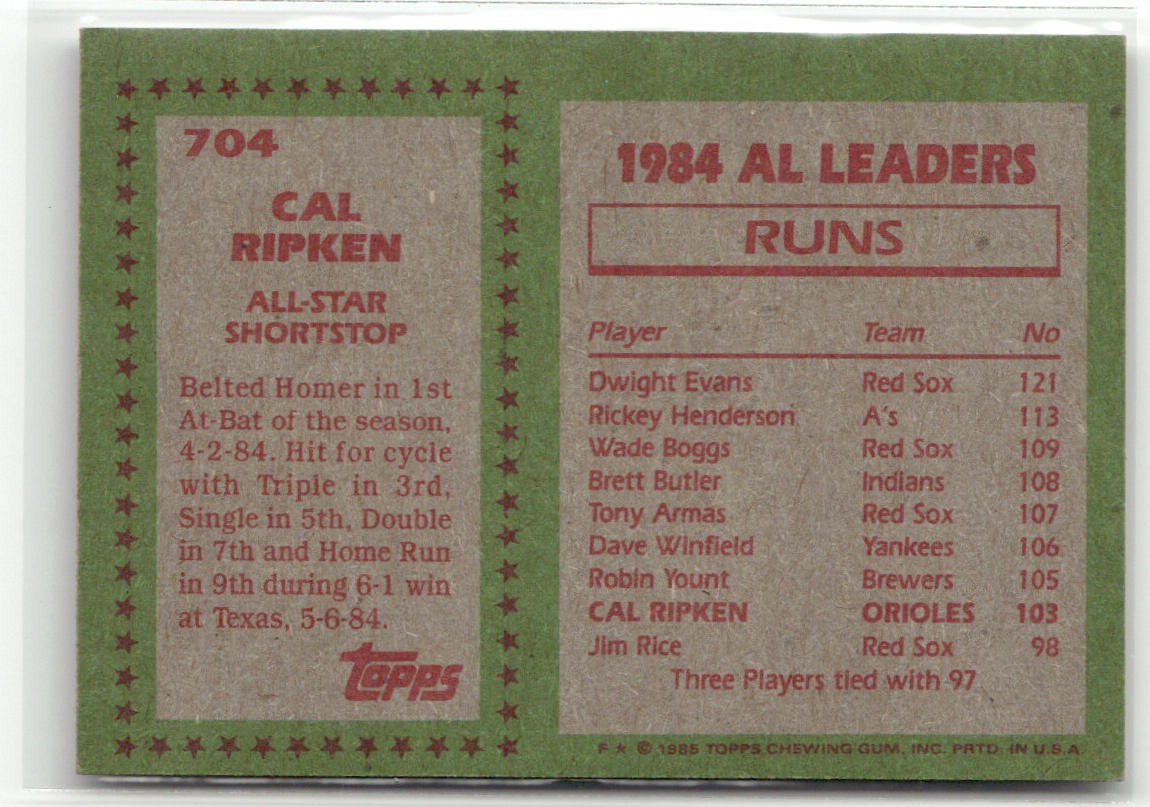 704
CAL
RIPKEN
ALL-STAR
SHORTSTOP
Belted Homer in 1st
At-Bat of the season,
4-2-84. Hit for cycle
with Triple in 3rd,
Single in 5th, Double
in 7th and Home Run
in 9th during 6-1 win
at Texas, 5-6-84.
topps
1984 AL LEADERS
RUNS
Player Team No
Dwight Evans Red Sox 121
Rickey Henderson A's 113
Wade Boggs Red Sox 109
Brett Butler Indians 108
Tony Armas Red Sox 107
Dave Winfield Yankees 106
Robin Yount Brewers 105
CAL RIPKEN ORIOLES 103
Jim Rice Red Sox 98
Three Players tied with 97
F ★ © 1985 TOPPS CHEWING GUM, INC. PRTD. IN U.S.A.